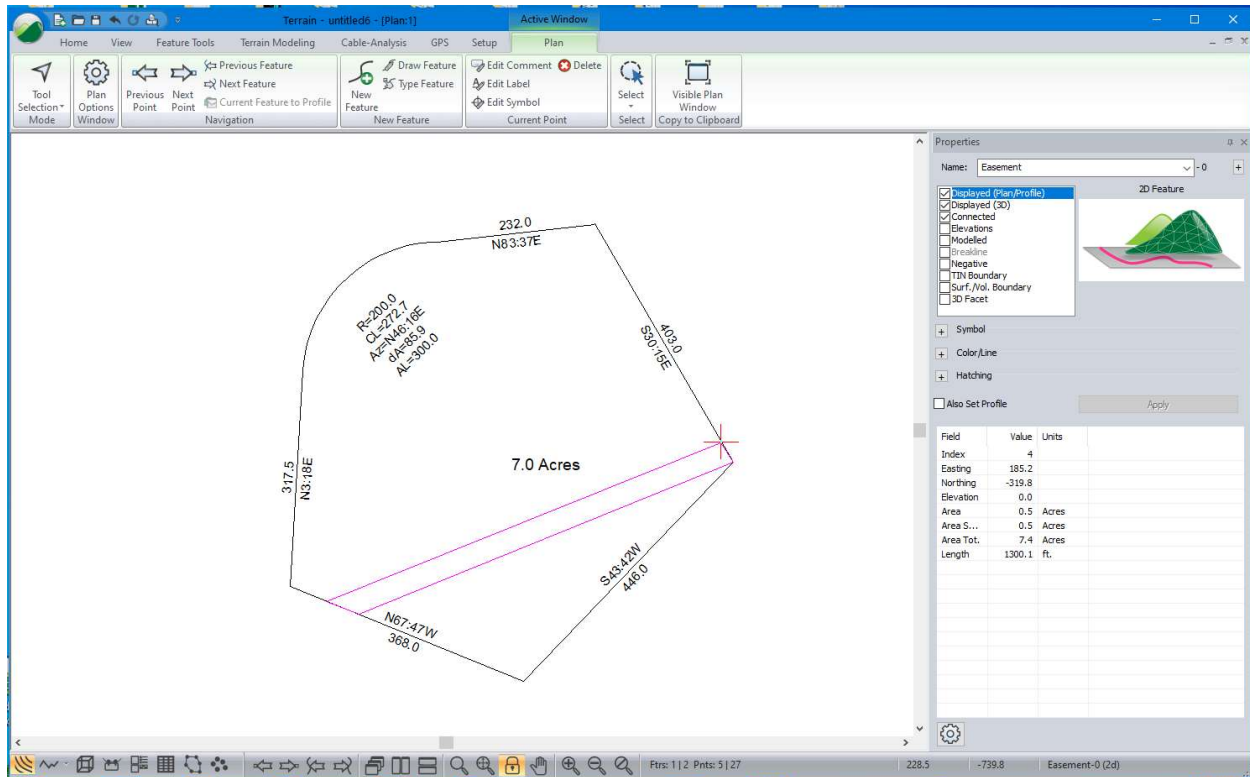 Terrain - untitled6 - [Plan:1]
Active Window
Home View Feature Tools Terrain Modeling Cable-Analysis GPS Setup Plan
Tool Selection
Mode
Plan Options
Window
Previous Point
Next Point
Previous Feature
Next Feature
Current Feature to Profile
Navigation
New Feature
Draw Feature
Type Feature
New Feature
Edit Comment
Delete
Edit Label
Edit Symbol
Current Point
Select
Select
Visible Plan Window
Copy to Clipboard
232.0
N83:37E
R=200.0
CL=272.7
Az=N46:16E
dA=85.9
AL=300.0
403.0
S30:15E
7.0 Acres
317.5
N3:18E
S43:42W
446.0
N67:47W
368.0
Properties
Name: Easement - 0 +
Displayed (Plan/Profile)
Displayed (3D)
Connected
Elevations
Modelled
Breakline
Negative
TIN Boundary
Surf./Vol. Boundary
3D Facet
2D Feature
+ Symbol
+ Color/Line
+ Hatching
Also Set Profile
Apply
Field Value Units
Index 4
Easting 185.2
Northing -319.8
Elevation 0.0
Area 0.5 Acres
Area S... 0.5 Acres
Area Tot. 7.4 Acres
Length 1300.1 ft.
Ftrs: 1 | 2 Pnts: 5 | 27
228.5
-739.8
Easement-0 (2d)